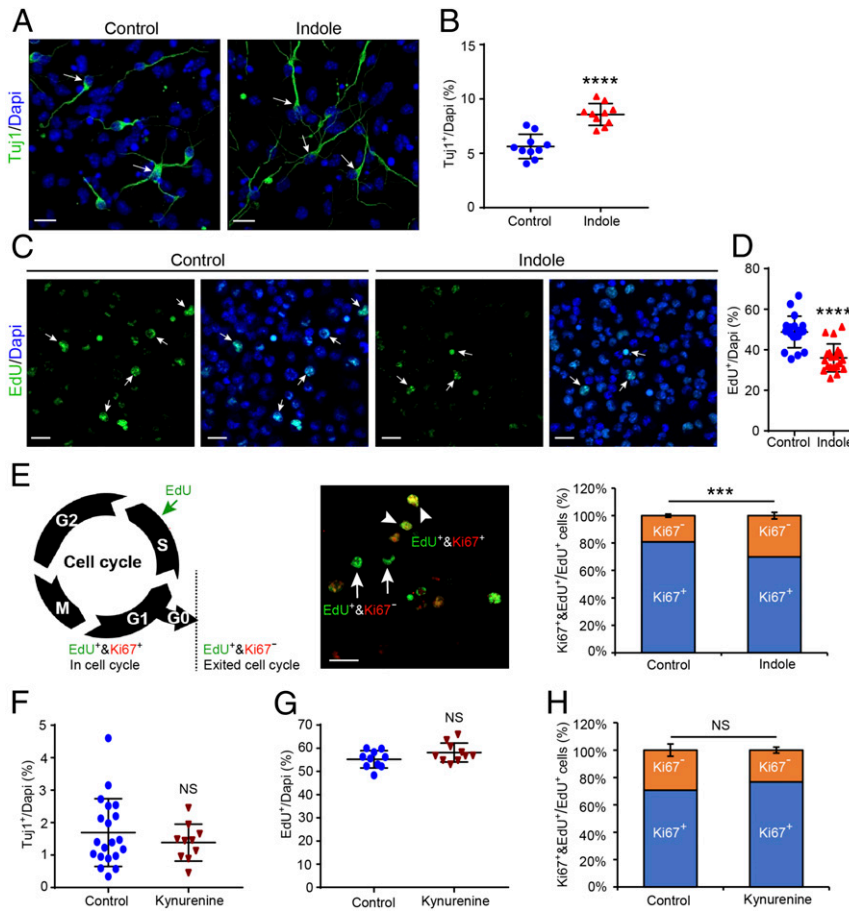 A
Control
Indole
Tuj1/Dapi
B
Tuj1⁺/Dapi (%)
15
10
5
0
****
Control
Indole
C
Control
Indole
EdU/Dapi
D
EdU⁺/Dapi (%)
80
60
40
20
0
****
Control
Indole
E
EdU
G2
S
Cell cycle
M
G1
G0
EdU⁺&Ki67⁺
In cell cycle
EdU⁺&Ki67⁻
Exited cell cycle
EdU⁺&Ki67⁺
EdU⁺&Ki67⁻
Ki67⁺&EdU⁺/EdU⁺ cells (%)
120%
100%
80%
60%
40%
20%
0%
***
Ki67⁻
Ki67⁻
Ki67⁺
Ki67⁺
Control
Indole
F
Tuj1⁺/Dapi (%)
5
4
3
2
1
0
NS
Control
Kynurenine
G
EdU⁺/Dapi (%)
70
60
50
40
30
20
10
0
NS
Control
Kynurenine
H
Ki67⁺&EdU⁺/EdU⁺ cells (%)
120%
100%
80%
60%
40%
20%
0%
NS
Ki67⁻
Ki67⁻
Ki67⁺
Ki67⁺
Control
Kynurenine